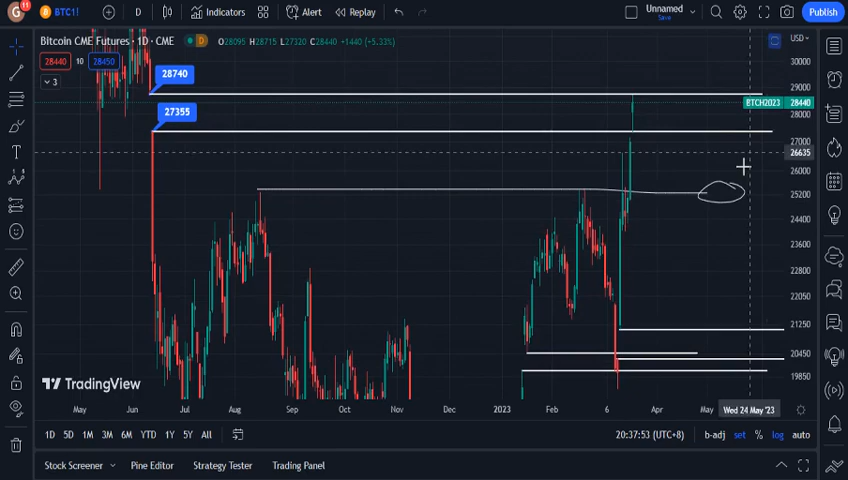 G
11
BTC1!
D
Indicators
Alert
Replay
Unnamed
Save
Publish
Bitcoin CME Futures · 1D · CME
D
O28095 H28715 L27320 C28440 +1440 (+5.33%)
28440
10
28450
3
USD
28740
27355
30000
29000
BTCH2023 28440
28000
27000
26635
26000
25200
24400
23600
22800
22050
21250
20450
19850
TradingView
May Jun Jul Aug Sep Oct Nov Dec 2023 Feb 6 Apr May Wed 24 May '23
1D 5D 1M 3M 6M YTD 1Y 5Y All
20:37:53 (UTC+8)
b-adj set % log auto
Stock Screener Pine Editor Strategy Tester Trading Panel